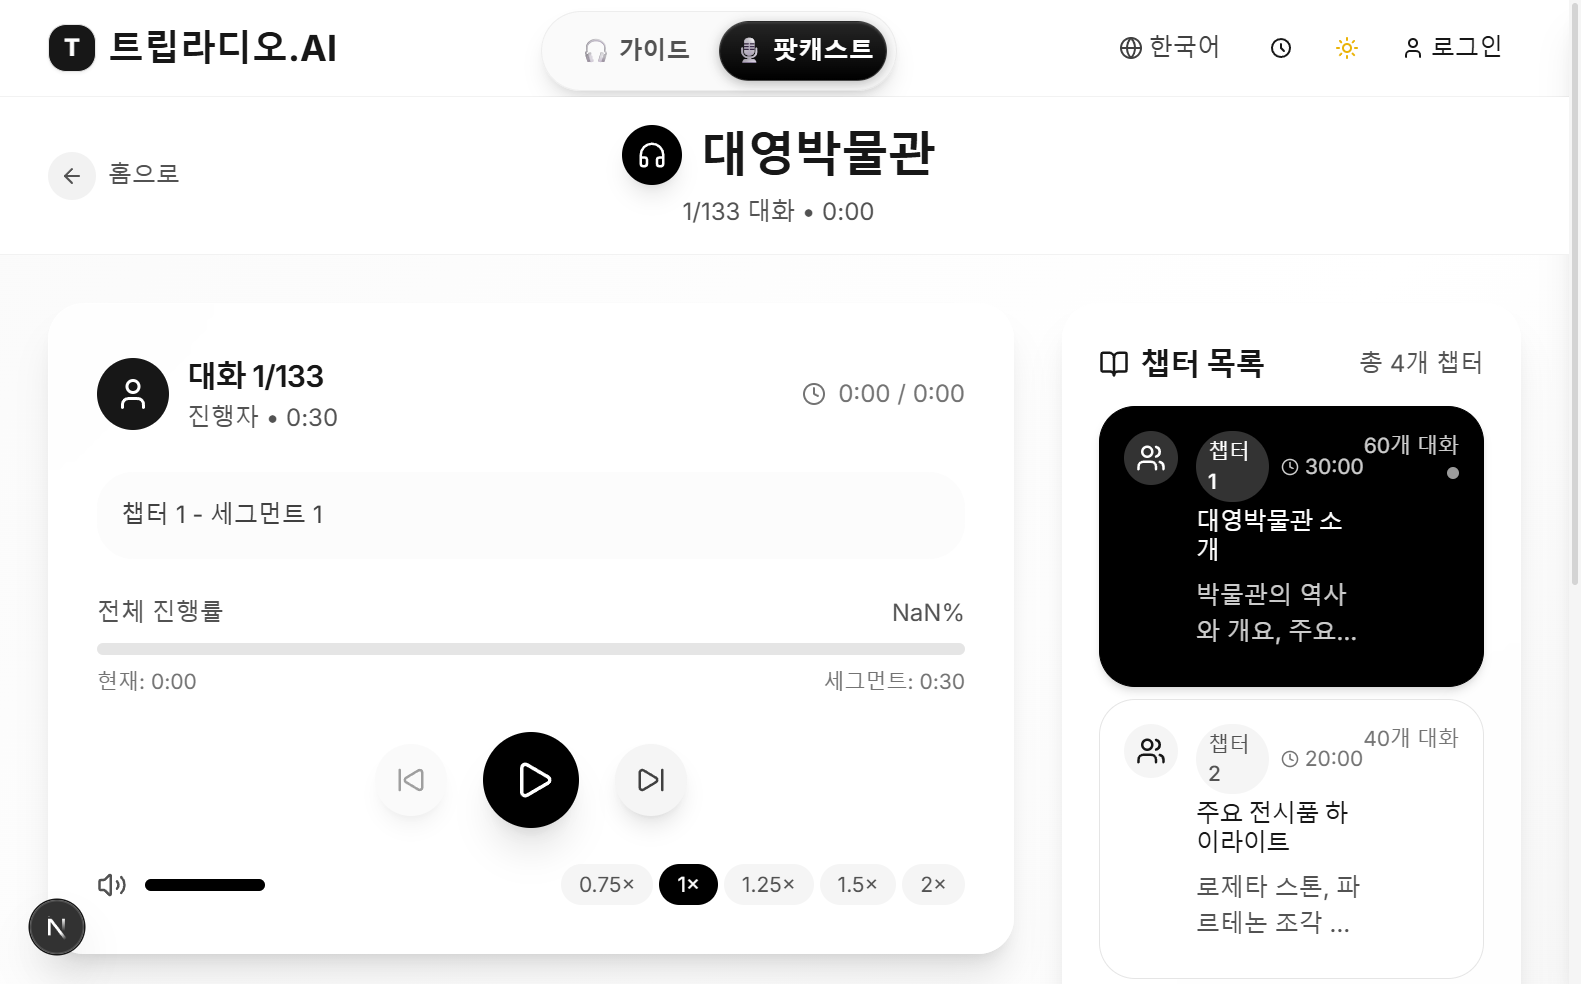 T 트립라디오.AI
가이드
팟캐스트
한국어
로그인
홈으로
대영박물관
1/133 대화 • 0:00
대화 1/133
진행자 • 0:30
0:00 / 0:00
챕터 1 - 세그먼트 1
전체 진행률
NaN%
현재: 0:00
세그먼트: 0:30
0.75×
1×
1.25×
1.5×
2×
N
챕터 목록
총 4개 챕터
챕터
1
30:00
60개 대화
대영박물관 소
개
박물관의 역사
와 개요, 주요...
챕터
2
20:00
40개 대화
주요 전시품 하
이라이트
로제타 스톤, 파
르테논 조각 ...